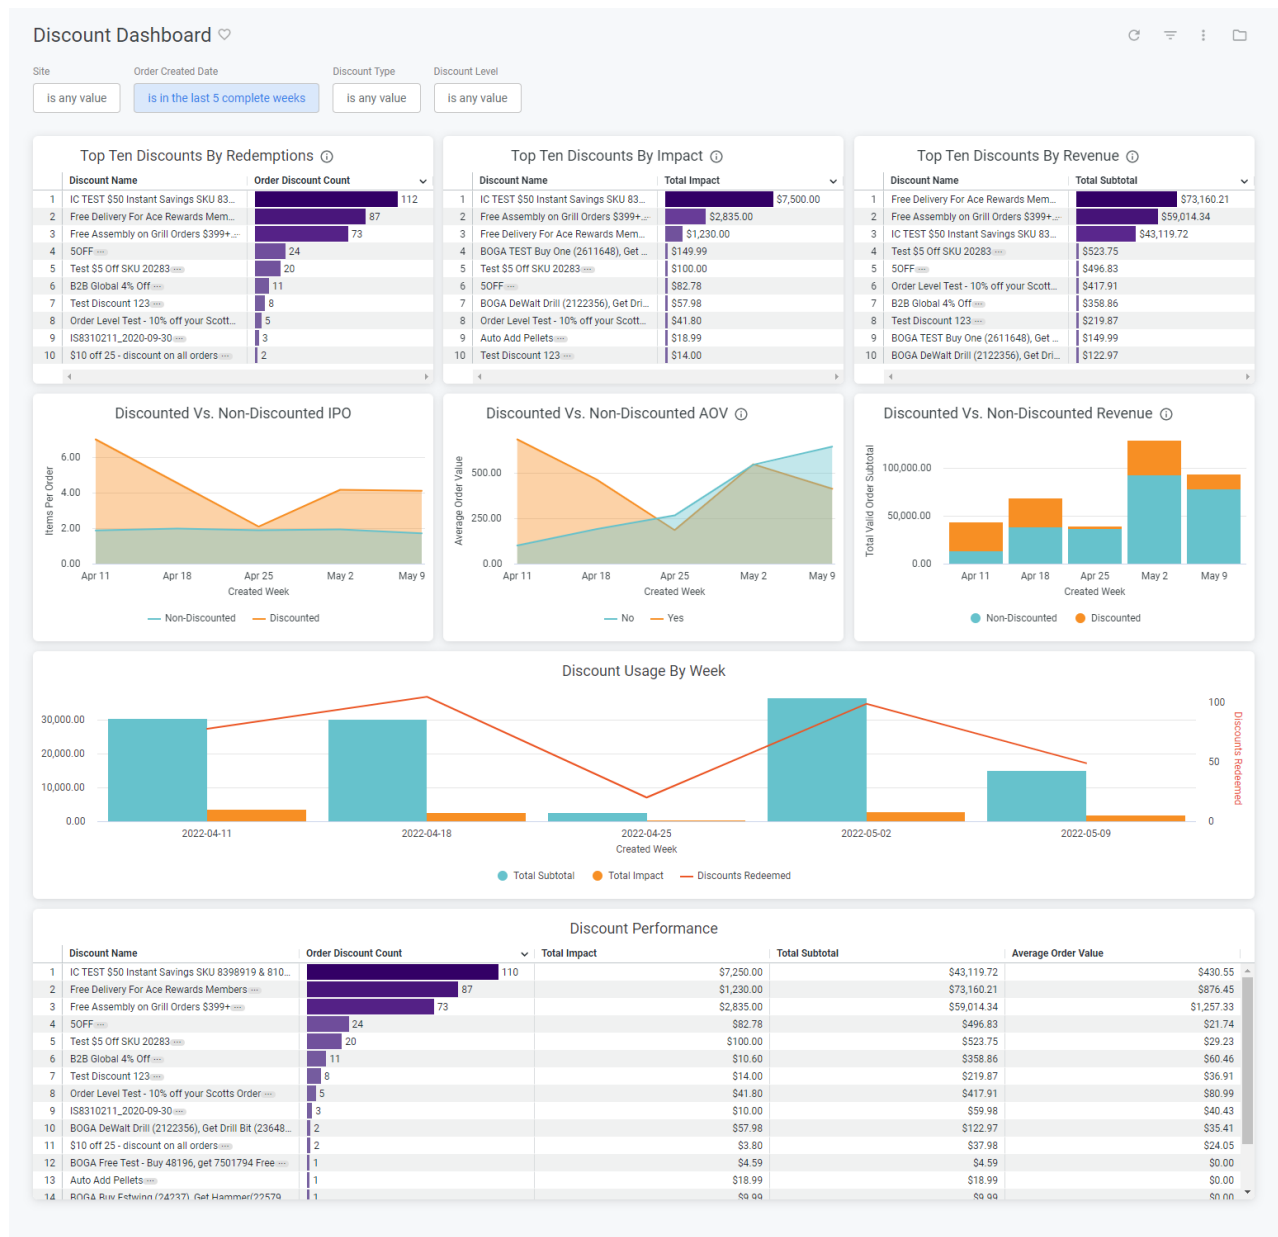 Discount Dashboard
Site
Order Created Date
Discount Type
Discount Level
is any value
is in the last 5 complete weeks
is any value
is any value
Top Ten Discounts By Redemptions
Discount Name Order Discount Count
1 IC TEST $50 Instant Savings SKU 83... 112
2 Free Delivery For Ace Rewards Mem... 87
3 Free Assembly on Grill Orders $399+... 73
4 5OFF 24
5 Test $5 Off SKU 20283 20
6 B2B Global 4% Off 11
7 Test Discount 123 8
8 Order Level Test - 10% off your Scott... 5
9 IS8310211_2020-09-30 3
10 $10 off 25 - discount on all orders 2
Top Ten Discounts By Impact
Discount Name Total Impact
1 IC TEST $50 Instant Savings SKU 83... $7,500.00
2 Free Assembly on Grill Orders $399+... $2,835.00
3 Free Delivery For Ace Rewards Mem... $1,230.00
4 BOGA TEST Buy One (2611648), Get ... $149.99
5 Test $5 Off SKU 20283 $100.00
6 5OFF $82.78
7 BOGA DeWalt Drill (2122356), Get Dri... $57.98
8 Order Level Test - 10% off your Scott... $41.80
9 Auto Add Pellets $18.99
10 Test Discount 123 $14.00
Top Ten Discounts By Revenue
Discount Name Total Subtotal
1 Free Delivery For Ace Rewards Mem... $73,160.21
2 Free Assembly on Grill Orders $399+... $59,014.34
3 IC TEST $50 Instant Savings SKU 83... $43,119.72
4 Test $5 Off SKU 20283 $523.75
5 5OFF $496.83
6 Order Level Test - 10% off your Scott... $417.91
7 B2B Global 4% Off $358.86
8 Test Discount 123 $219.87
9 BOGA TEST Buy One (2611648), Get ... $149.99
10 BOGA DeWalt Drill (2122356), Get Dri... $122.97
Discounted Vs. Non-Discounted IPO
Items Per Order
6.00
4.00
2.00
0.00
Apr 11 Apr 18 Apr 25 May 2 May 9
Created Week
Non-Discounted Discounted
Discounted Vs. Non-Discounted AOV
Average Order Value
500.00
250.00
0.00
Apr 11 Apr 18 Apr 25 May 2 May 9
Created Week
No Yes
Discounted Vs. Non-Discounted Revenue
Total Valid Order Subtotal
100,000.00
50,000.00
0.00
Apr 11 Apr 18 Apr 25 May 2 May 9
Created Week
Non-Discounted Discounted
Discount Usage By Week
30,000.00
20,000.00
10,000.00
0.00
100
50
0
Discounts Redeemed
2022-04-11 2022-04-18 2022-04-25 2022-05-02 2022-05-09
Created Week
Total Subtotal Total Impact Discounts Redeemed
Discount Performance
Discount Name Order Discount Count Total Impact Total Subtotal Average Order Value
1 IC TEST $50 Instant Savings SKU 8398919 & 810... 110 $7,250.00 $43,119.72 $430.55
2 Free Delivery For Ace Rewards Members 87 $1,230.00 $73,160.21 $876.45
3 Free Assembly on Grill Orders $399+ 73 $2,835.00 $59,014.34 $1,257.33
4 5OFF 24 $82.78 $496.83 $21.74
5 Test $5 Off SKU 20283 20 $100.00 $523.75 $29.23
6 B2B Global 4% Off 11 $10.60 $358.86 $60.46
7 Test Discount 123 8 $14.00 $219.87 $36.91
8 Order Level Test - 10% off your Scotts Order 5 $41.80 $417.91 $80.99
9 IS8310211_2020-09-30 3 $10.00 $59.98 $40.43
10 BOGA DeWalt Drill (2122356), Get Drill Bit (23648... 2 $57.98 $122.97 $35.41
11 $10 off 25 - discount on all orders 2 $3.80 $37.98 $24.05
12 BOGA Free Test - Buy 48196, get 7501794 Free 1 $4.59 $4.59 $0.00
13 Auto Add Pellets 1 $18.99 $18.99 $0.00
14 BOGA Buy Estwing (24237), Get Hammer(22579 1 $9.99 $9.99 $0.00